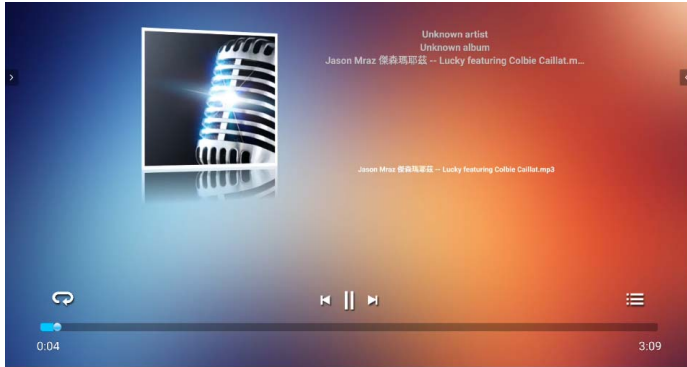 Unknown artist
Unknown album
Jason Mraz 傑森瑪耶茲 -- Lucky featuring Colbie Caillat.m...
Jason Mraz 傑森瑪耶茲 -- Lucky featuring Colbie Caillat.mp3
0:04
3:09